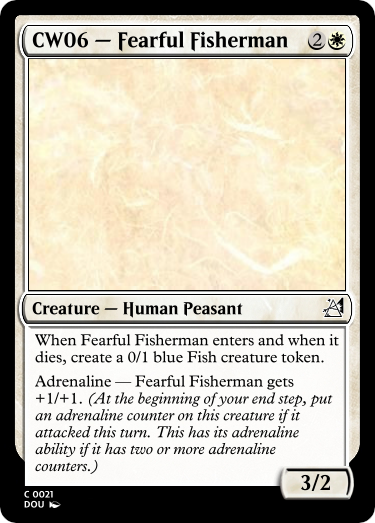 CW06 — Fearful Fisherman 2
Creature — Human Peasant
When Fearful Fisherman enters and when it
dies, create a 0/1 blue Fish creature token.
Adrenaline — Fearful Fisherman gets
+1/+1. (At the beginning of your end step, put
an adrenaline counter on this creature if it
attacked this turn. This has its adrenaline
ability if it has two or more adrenaline
counters.)
3/2
C 0021
DOU